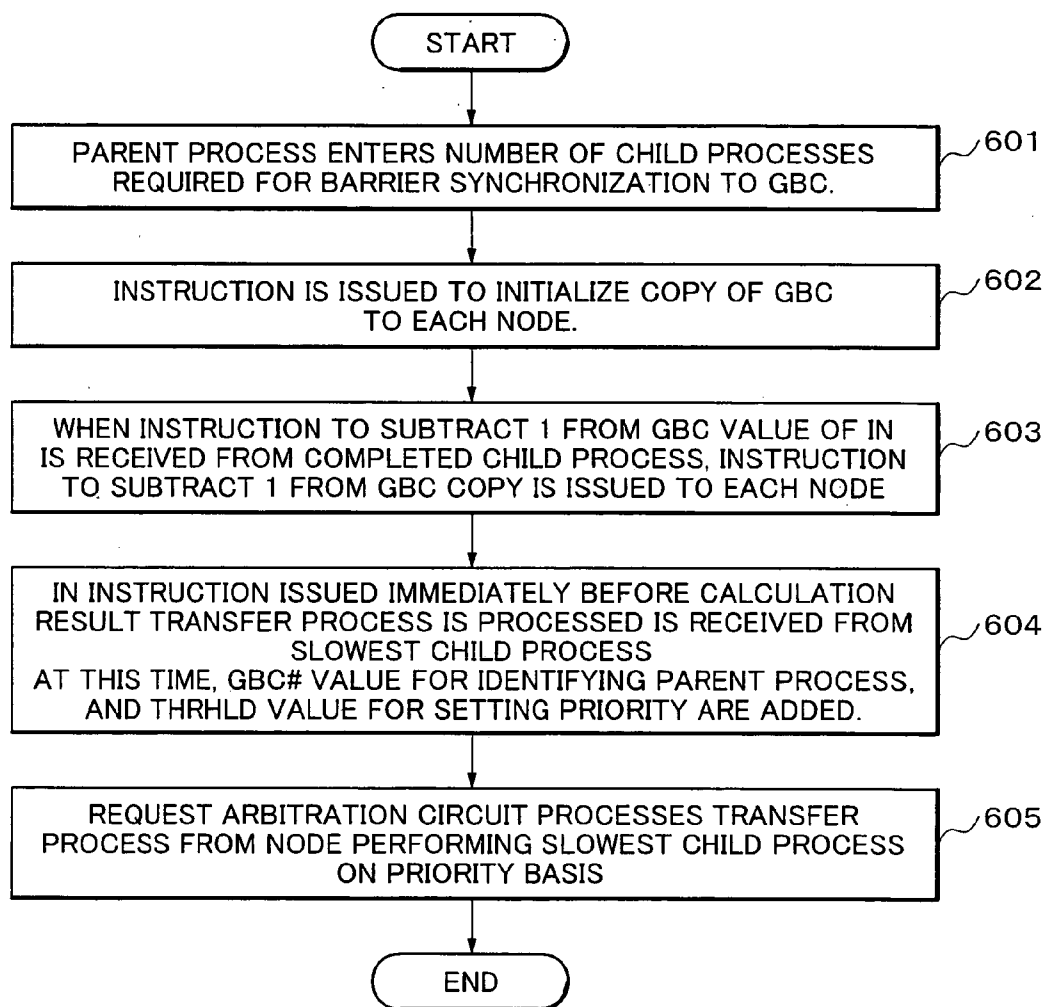 START
PARENT PROCESS ENTERS NUMBER OF CHILD PROCESSES
REQUIRED FOR BARRIER SYNCHRONIZATION TO GBC.
601
INSTRUCTION IS ISSUED TO INITIALIZE COPY OF GBC
TO EACH NODE.
602
WHEN INSTRUCTION TO SUBTRACT 1 FROM GBC VALUE OF IN
IS RECEIVED FROM COMPLETED CHILD PROCESS, INSTRUCTION
TO SUBTRACT 1 FROM GBC COPY IS ISSUED TO EACH NODE
603
IN INSTRUCTION ISSUED IMMEDIATELY BEFORE CALCULATION
RESULT TRANSFER PROCESS IS PROCESSED IS RECEIVED FROM
SLOWEST CHILD PROCESS
AT THIS TIME, GBC# VALUE FOR IDENTIFYING PARENT PROCESS,
AND THRHLD VALUE FOR SETTING PRIORITY ARE ADDED.
604
REQUEST ARBITRATION CIRCUIT PROCESSES TRANSFER
PROCESS FROM NODE PERFORMING SLOWEST CHILD PROCESS
ON PRIORITY BASIS
605
END